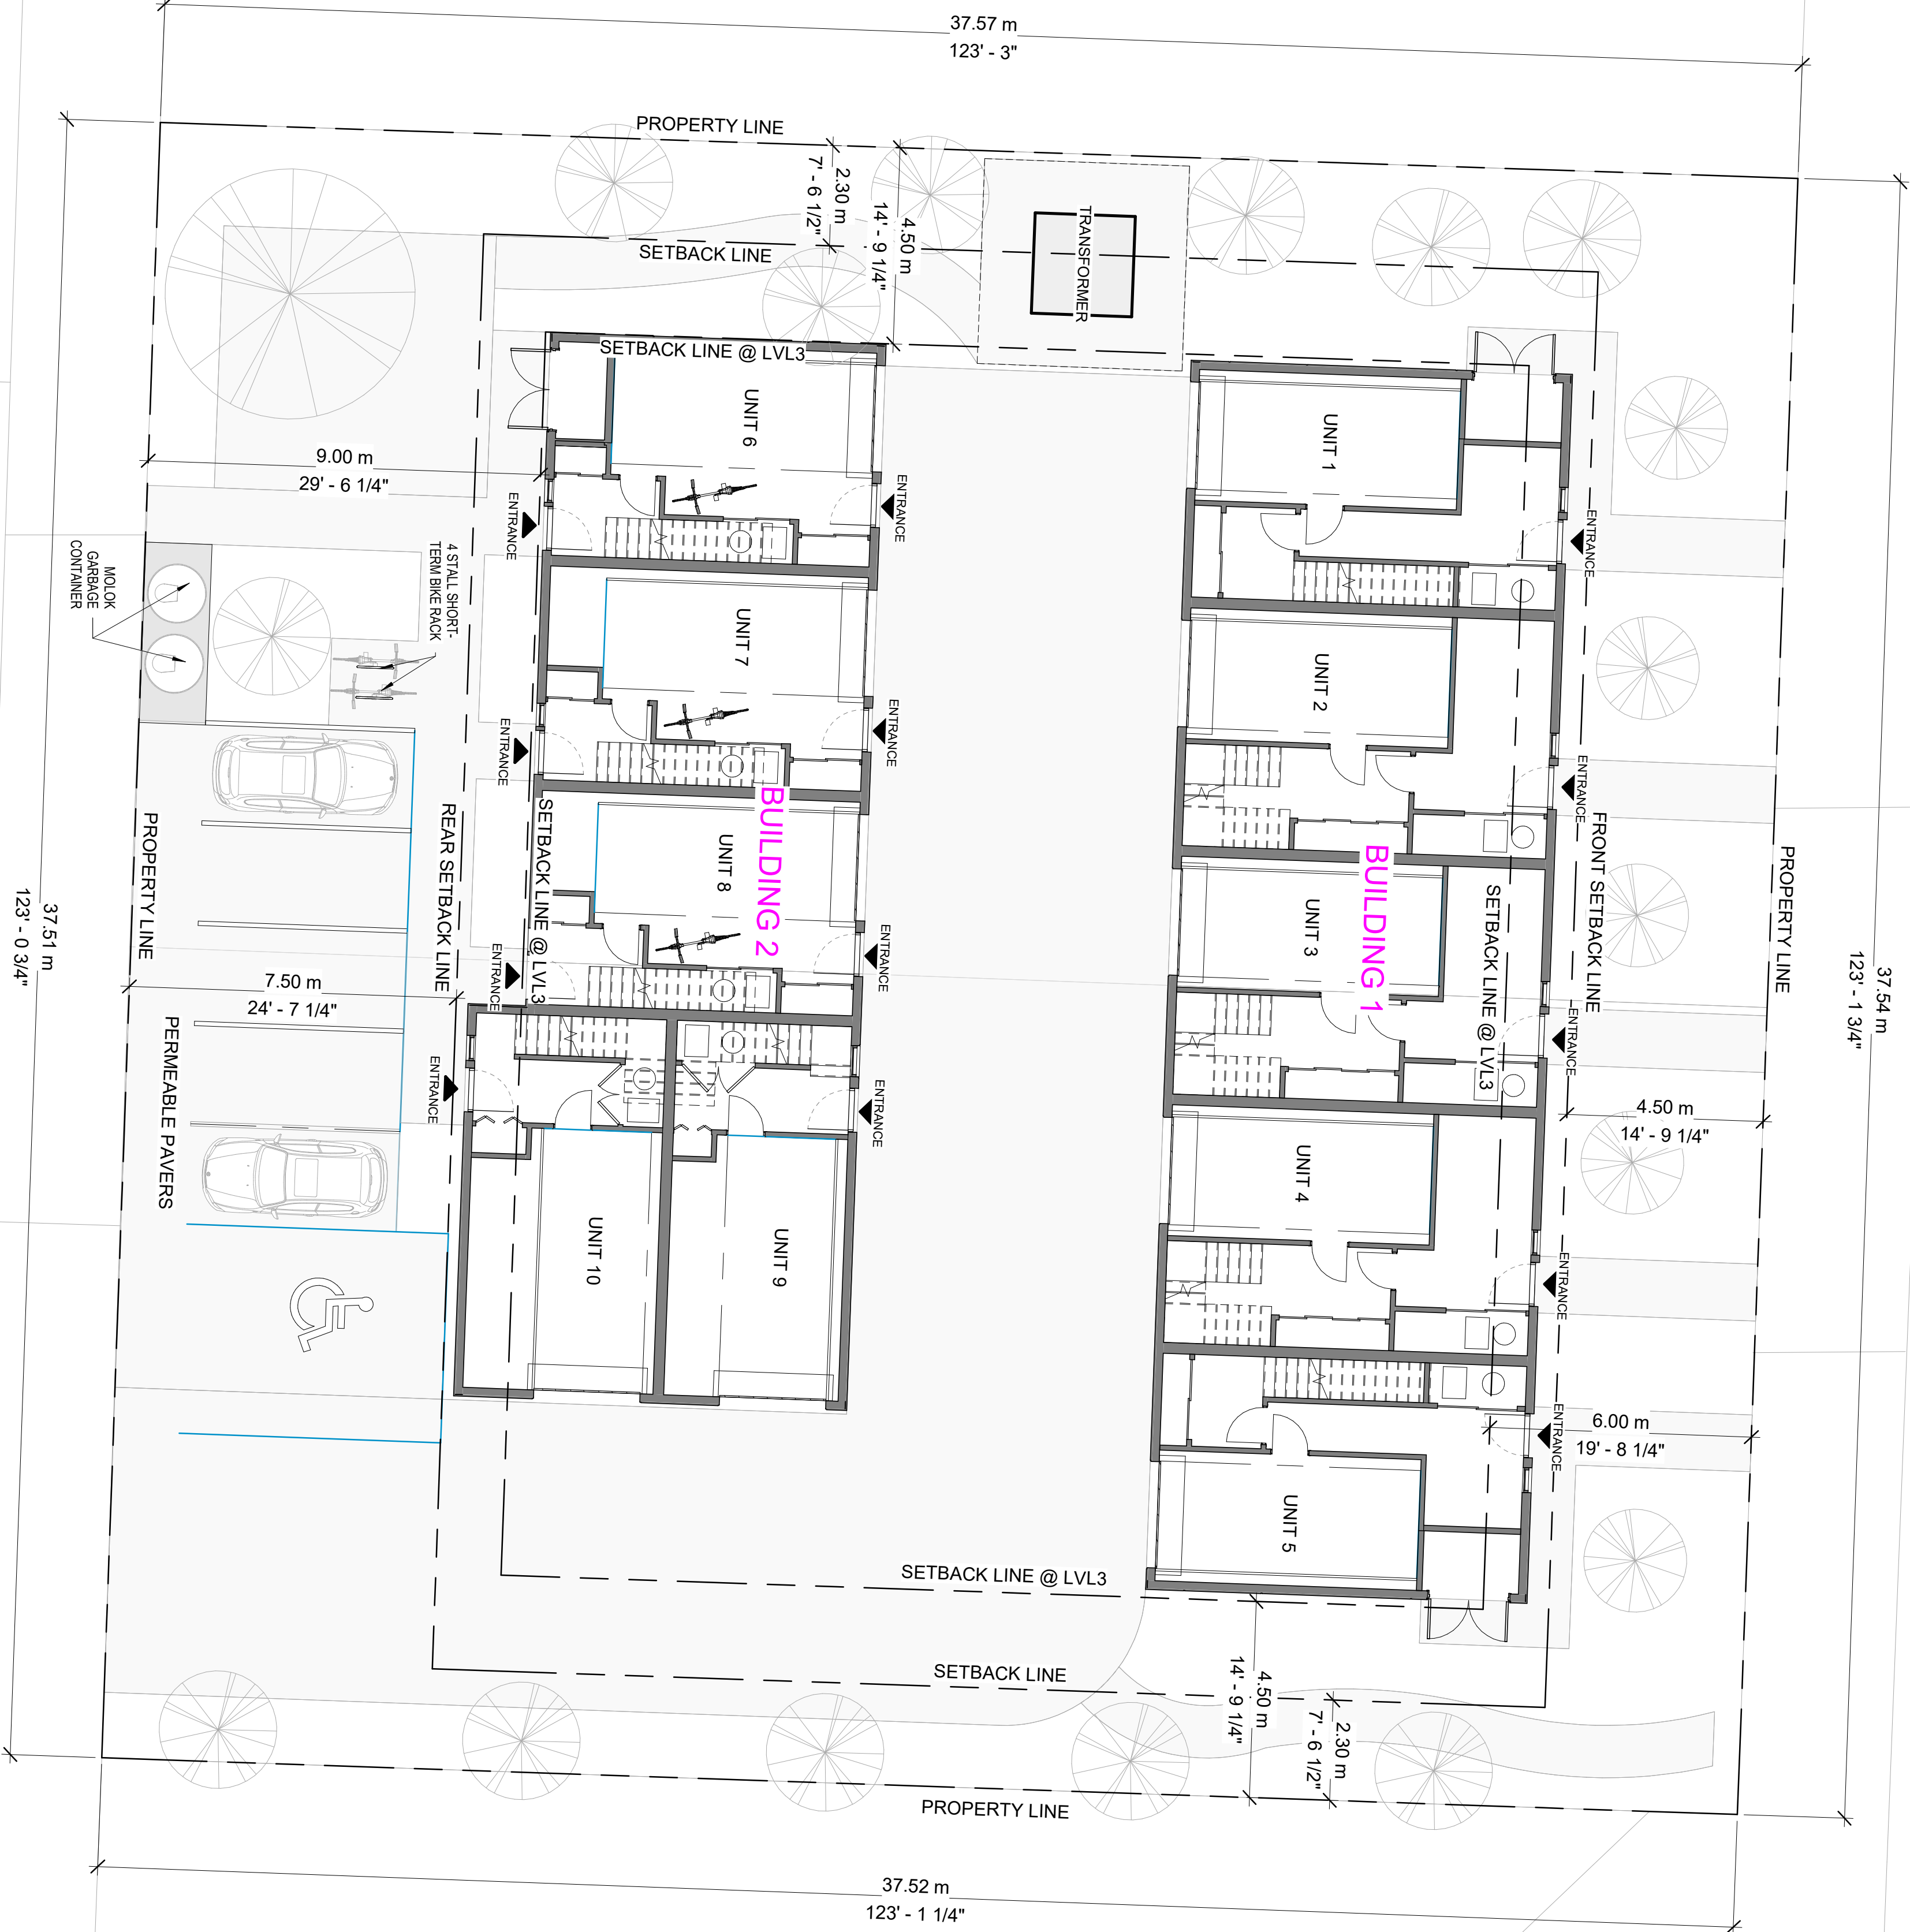 37.57 m
123' - 3"
PROPERTY LINE
2.30 m
7' - 6 1/2"
4.50 m
14' - 9 1/4"
SETBACK LINE
TRANSFORMER
SETBACK LINE @ LVL3
UNIT 6
UNIT 1
9.00 m
29' - 6 1/4"
ENTRANCE
ENTRANCE
ENTRANCE
MOLOK
GARBAGE
CONTAINER
4 STALL SHORT-
TERM BIKE RACK
UNIT 7
UNIT 2
ENTRANCE
ENTRANCE
ENTRANCE
BUILDING 2
BUILDING 1
UNIT 8
UNIT 3
PROPERTY LINE
REAR SETBACK LINE
SETBACK LINE @ LVL3
SETBACK LINE @ LVL3
FRONT SETBACK LINE
PROPERTY LINE
37.51 m
123' - 0 3/4"
37.54 m
123' - 1 3/4"
ENTRANCE
ENTRANCE
ENTRANCE
7.50 m
24' - 7 1/4"
PERMEABLE PAVERS
ENTRANCE
ENTRANCE
4.50 m
14' - 9 1/4"
UNIT 4
UNIT 10
UNIT 9
ENTRANCE
ENTRANCE
6.00 m
19' - 8 1/4"
UNIT 5
SETBACK LINE @ LVL3
SETBACK LINE
4.50 m
14' - 9 1/4"
2.30 m
7' - 6 1/2"
PROPERTY LINE
37.52 m
123' - 1 1/4"